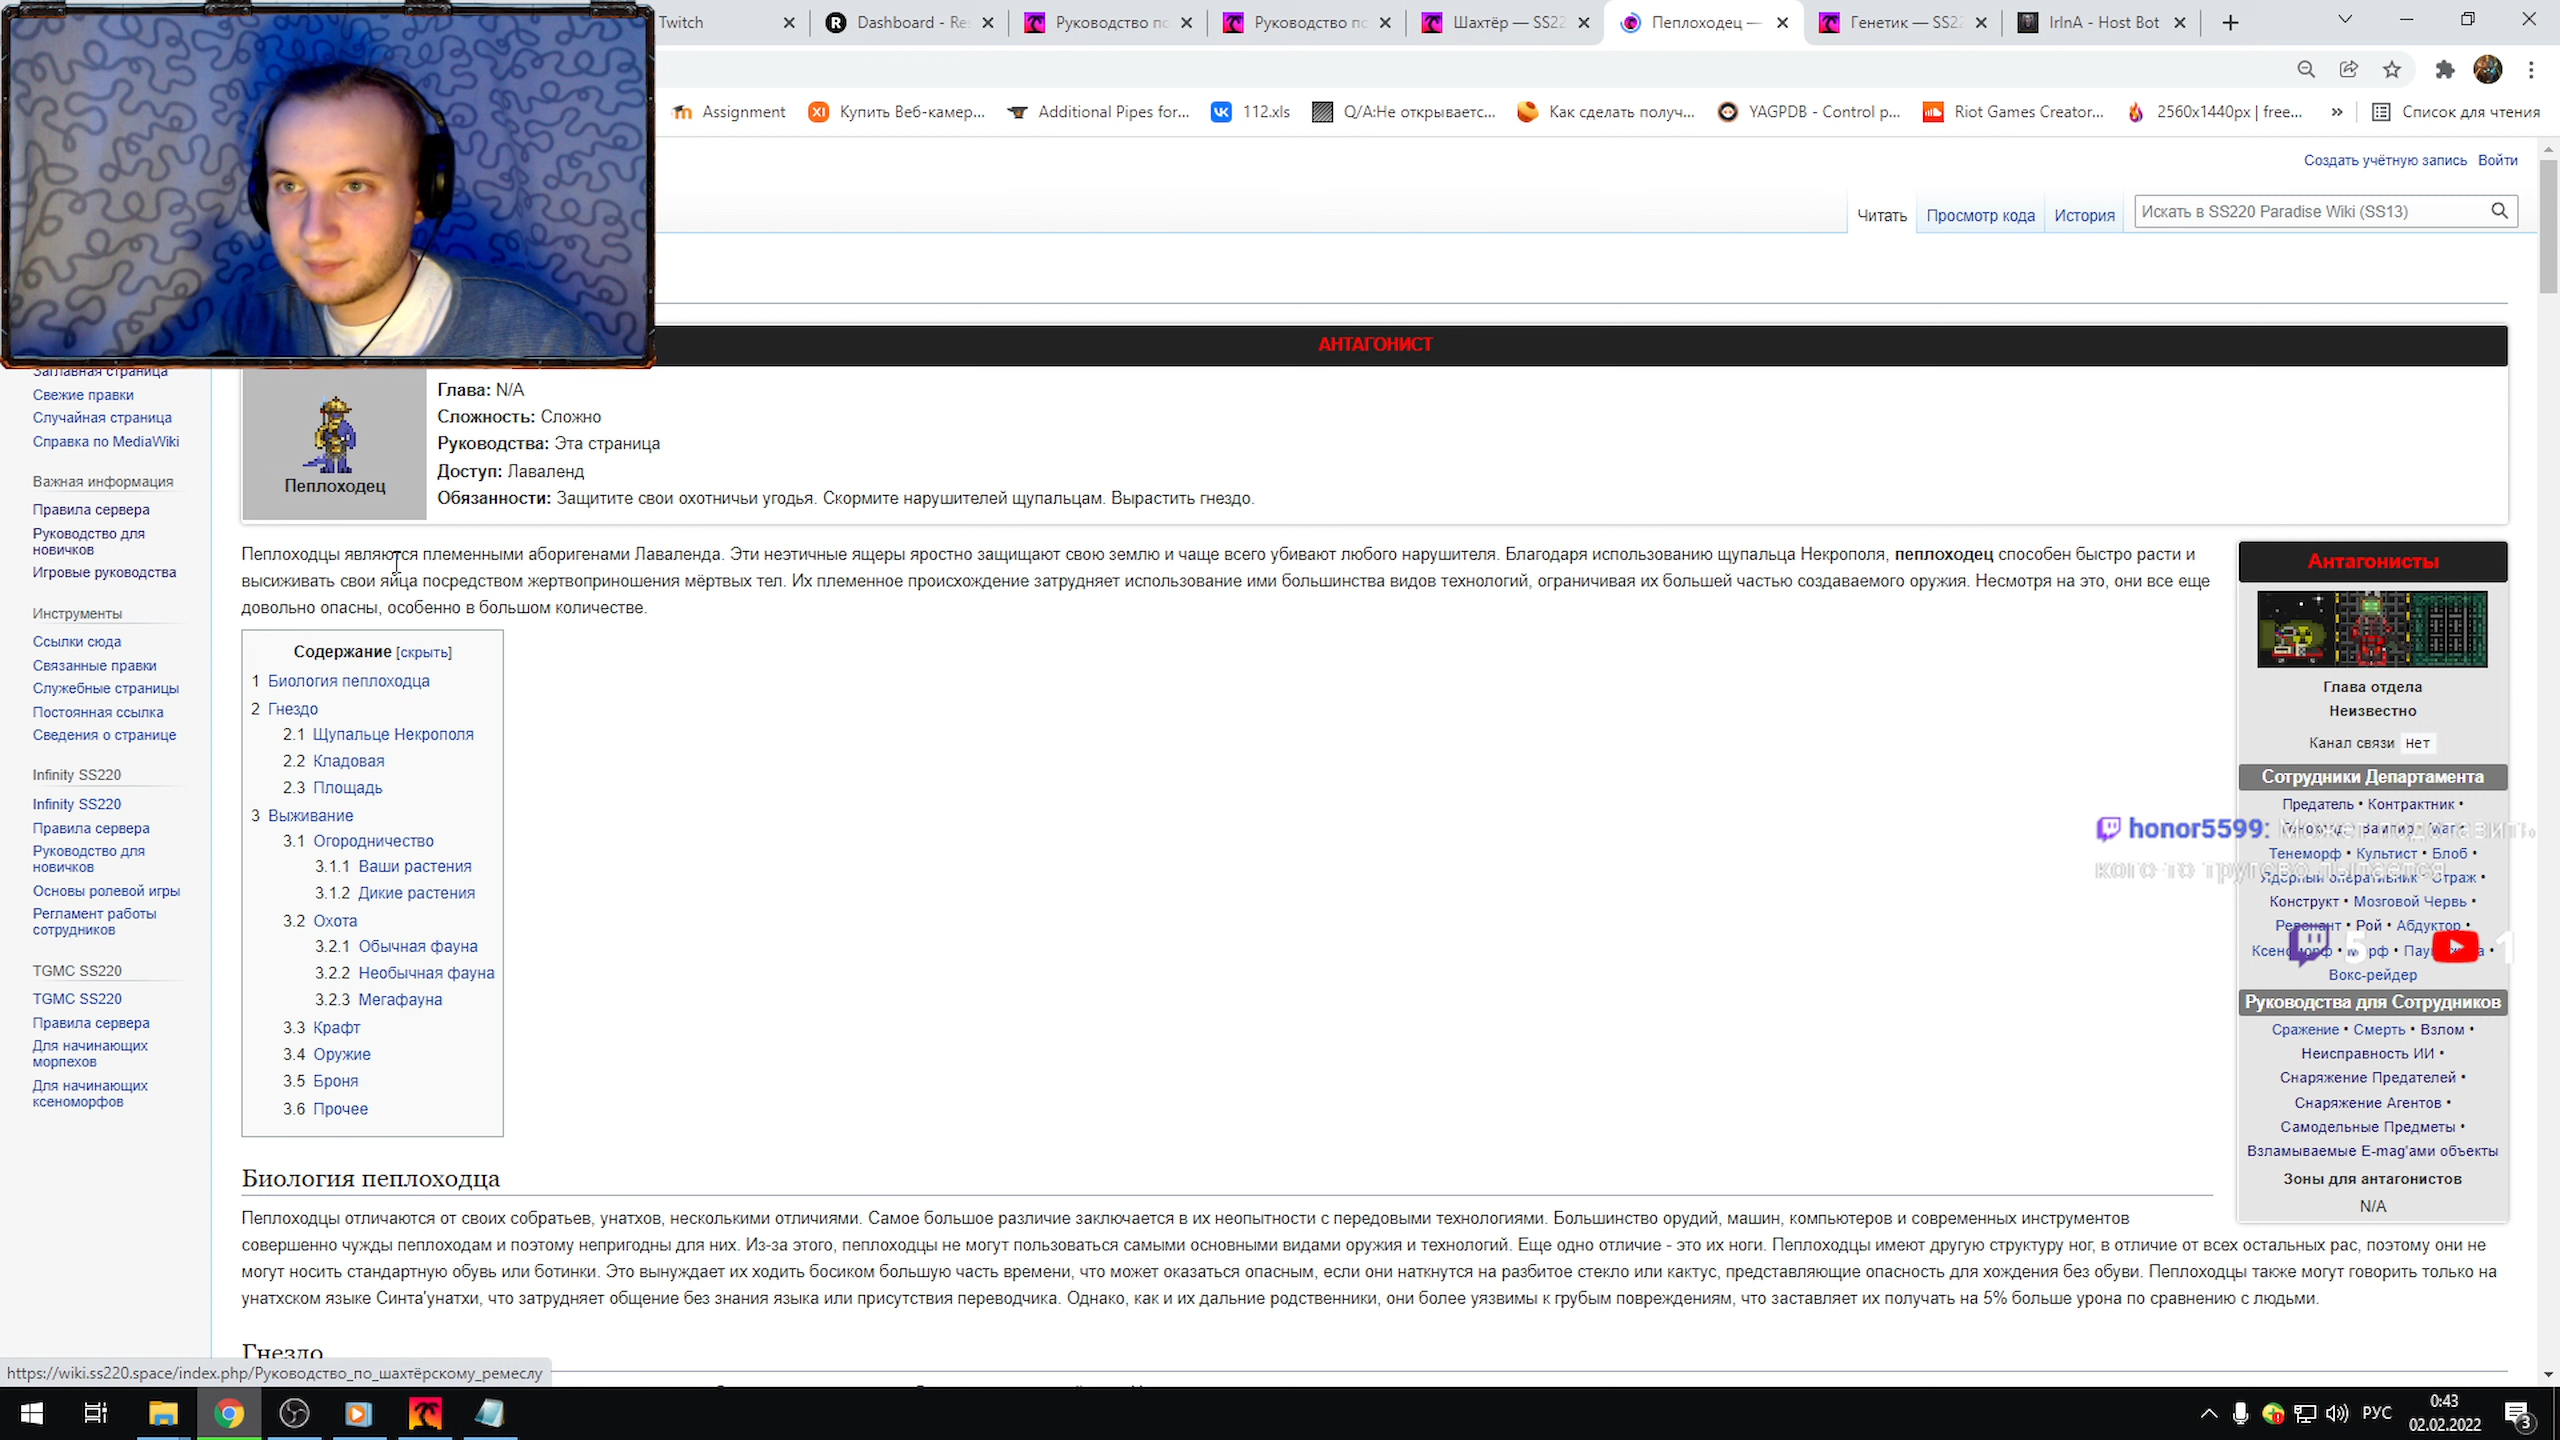 Twitch
Dashboard - Re
Руководство по
Руководство по
Шахтёр — SS22
Пеплоходец —
Генетик — SS22
IrInA - Host Bot
Assignment
Купить Веб-камер...
Additional Pipes for...
112.xls
Q/A:Не открываетс...
Как сделать получ...
YAGPDB - Control p...
Riot Games Creator...
2560x1440px | free...
»
Список для чтения
Создать учётную запись Войти
Читать
Просмотр кода
История
Искать в SS220 Paradise Wiki (SS13)
АНТАГОНИСТ
Пеплоходец
Глава: N/A
Сложность: Сложно
Руководства: Эта страница
Доступ: Лаваленд
Обязанности: Защитите свои охотничьи угодья. Скормите нарушителей щупальцам. Вырастить гнездо.
Заглавная страница
Свежие правки
Случайная страница
Справка по MediaWiki
Важная информация
Правила сервера
Руководство для
новичков
Игровые руководства
Инструменты
Ссылки сюда
Связанные правки
Служебные страницы
Постоянная ссылка
Сведения о странице
Infinity SS220
Infinity SS220
Правила сервера
Руководство для
новичков
Основы ролевой игры
Регламент работы
сотрудников
TGMC SS220
TGMC SS220
Правила сервера
Для начинающих
морпехов
Для начинающих
ксеноморфов
Пеплоходцы являются племенными аборигенами Лаваленда. Эти неэтичные ящеры яростно защищают свою землю и чаще всего убивают любого нарушителя. Благодаря использованию щупальца Некрополя, пеплоходец способен быстро расти и
высиживать свои яйца посредством жертвоприношения мёртвых тел. Их племенное происхождение затрудняет использование ими большинства видов технологий, ограничивая их большей частью создаваемого оружия. Несмотря на это, они все еще
довольно опасны, особенно в большом количестве.
Содержание [скрыть]
1 Биология пеплоходца
2 Гнездо
2.1 Щупальце Некрополя
2.2 Кладовая
2.3 Площадь
3 Выживание
3.1 Огородничество
3.1.1 Ваши растения
3.1.2 Дикие растения
3.2 Охота
3.2.1 Обычная фауна
3.2.2 Необычная фауна
3.2.3 Мегафауна
3.3 Крафт
3.4 Оружие
3.5 Броня
3.6 Прочее
Антагонисты
Глава отдела
Неизвестно
Канал связи Нет
Сотрудники Департамента
Предатель • Контрактник •
honor5599: Может подставить
Тенеморф • Культист • Блоб •
кого то пытается
Ядерный оперативник • Страж •
Конструкт • Мозговой Червь •
Ревенант • Рой • Абдуктор •
5
1
Вокс-рейдер
Руководства для Сотрудников
Сражение • Смерть • Взлом •
Неисправность ИИ •
Снаряжение Предателей •
Снаряжение Агентов •
Самодельные Предметы •
Взламываемые E-mag'ами объекты
Зоны для антагонистов
N/A
Биология пеплоходца
Пеплоходцы отличаются от своих собратьев, унатхов, несколькими отличиями. Самое большое различие заключается в их неопытности с передовыми технологиями. Большинство орудий, машин, компьютеров и современных инструментов
совершенно чужды пеплоходам и поэтому непригодны для них. Из-за этого, пеплоходцы не могут пользоваться самыми основными видами оружия и технологий. Еще одно отличие - это их ноги. Пеплоходцы имеют другую структуру ног, в отличие от всех остальных рас, поэтому они не
могут носить стандартную обувь или ботинки. Это вынуждает их ходить босиком большую часть времени, что может оказаться опасным, если они наткнутся на разбитое стекло или кактус, представляющие опасность для хождения без обуви. Пеплоходцы также могут говорить только на
унатхском языке Синта'унатхи, что затрудняет общение без знания языка или присутствия переводчика. Однако, как и их дальние родственники, они более уязвимы к грубым повреждениям, что заставляет их получать на 5% больше урона по сравнению с людьми.
Гнездо
https://wiki.ss220.space/index.php/Руководство_по_шахтёрскому_ремеслу
РУС
0:43
02.02.2022
3